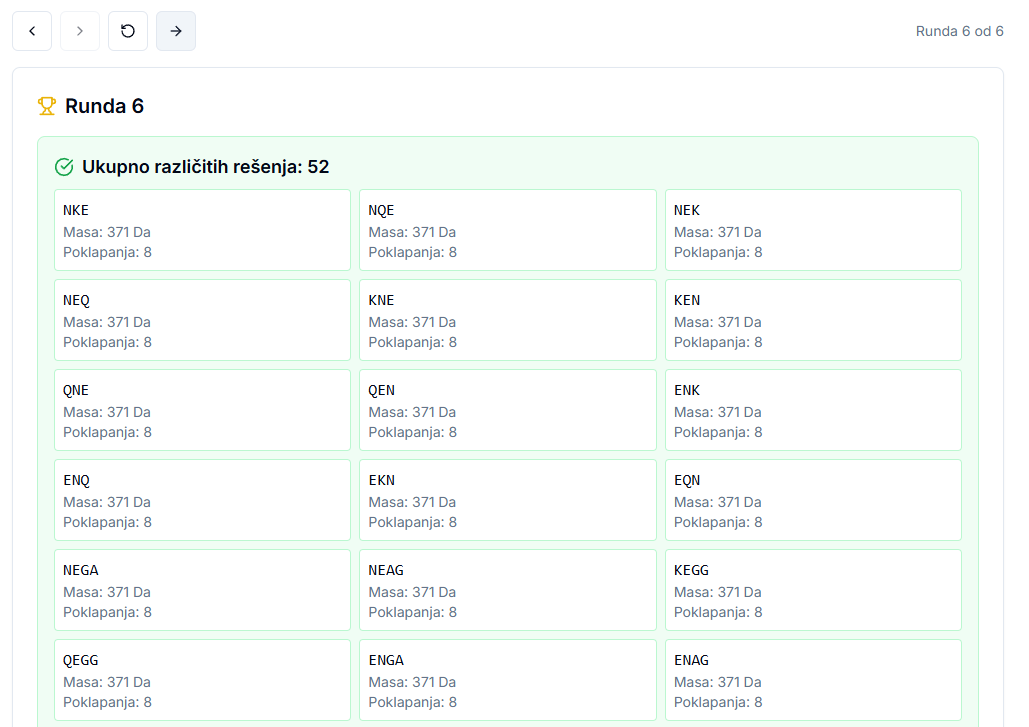 Runda 6 od 6
Runda 6
Ukupno različitih rešenja: 52
NKE
Masa: 371 Da
Poklapanja: 8
NQE
Masa: 371 Da
Poklapanja: 8
NEK
Masa: 371 Da
Poklapanja: 8
NEQ
Masa: 371 Da
Poklapanja: 8
KNE
Masa: 371 Da
Poklapanja: 8
KEN
Masa: 371 Da
Poklapanja: 8
QNE
Masa: 371 Da
Poklapanja: 8
QEN
Masa: 371 Da
Poklapanja: 8
ENK
Masa: 371 Da
Poklapanja: 8
ENQ
Masa: 371 Da
Poklapanja: 8
EKN
Masa: 371 Da
Poklapanja: 8
EQN
Masa: 371 Da
Poklapanja: 8
NEGA
Masa: 371 Da
Poklapanja: 8
NEAG
Masa: 371 Da
Poklapanja: 8
KEGG
Masa: 371 Da
Poklapanja: 8
QEGG
Masa: 371 Da
Poklapanja: 8
ENGA
Masa: 371 Da
Poklapanja: 8
ENAG
Masa: 371 Da
Poklapanja: 8